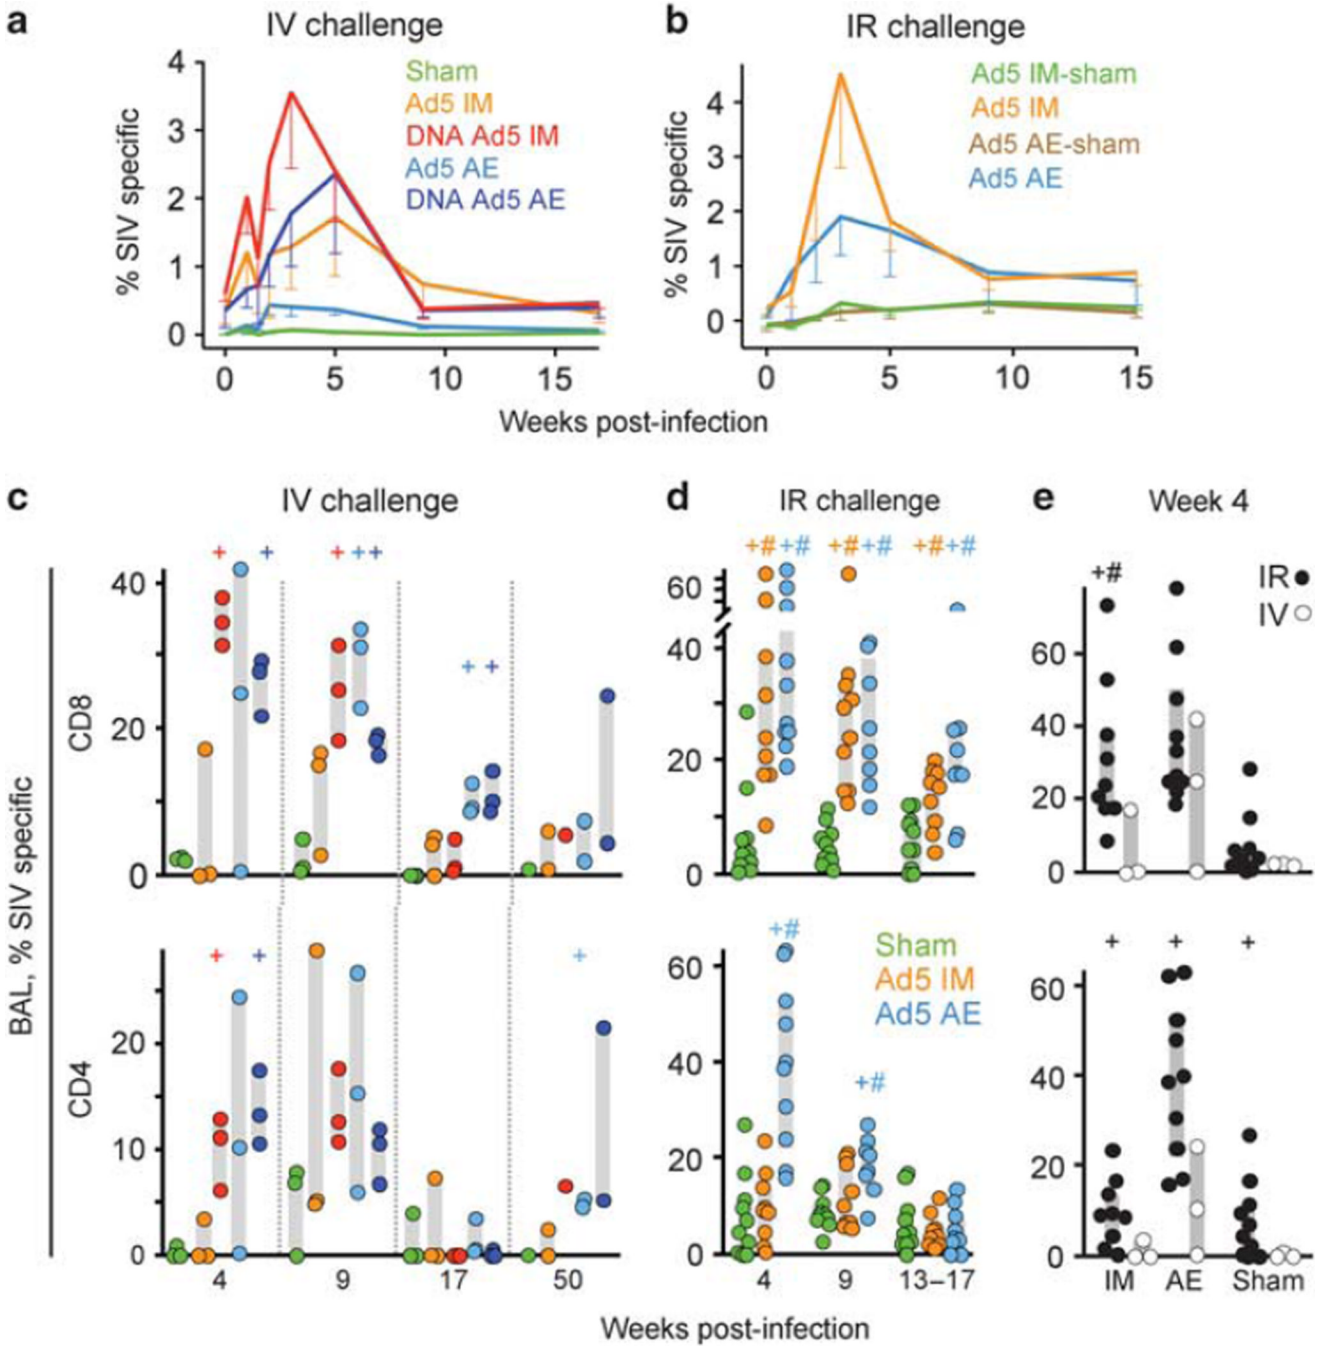 a
IV challenge
4
3
2
1
0
% SIV specific
Sham
Ad5 IM
DNA Ad5 IM
Ad5 AE
DNA Ad5 AE
0 5 10 15
b
IR challenge
4
3
2
1
0
% SIV specific
Ad5 IM-sham
Ad5 IM
Ad5 AE-sham
Ad5 AE
0 5 10 15
Weeks post-infection
c
IV challenge
+ + + + +
+ +
40
20
0
CD8
BAL, % SIV specific
+ + +
20
10
0
CD4
4 9 17 50
d
IR challenge
+# +# +# +# +# +#
60
40
20
0
+#
Sham
Ad5 IM
Ad5 AE
+#
60
40
20
0
4 9 13–17
Weeks post-infection
e
Week 4
+#
IR
IV
60
40
20
0
+ + +
60
40
20
0
IM AE Sham